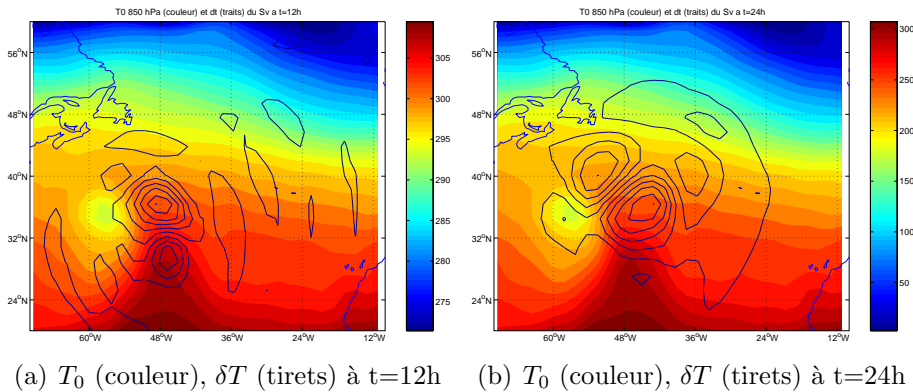 T0 850 hPa (couleur) et dt (traits) du Sv a t=12h
56°N
48°N
40°N
32°N
24°N
60°W
48°W
36°W
24°W
12°W
305
300
295
290
285
280
275
T0 850 hPa (couleur) et dt (traits) du Sv a t=24h
56°N
48°N
40°N
32°N
24°N
60°W
48°W
36°W
24°W
12°W
300
250
200
150
100
50
(a) T₀ (couleur), δT (tirets) à t=12h
(b) T₀ (couleur), δT (tirets) à t=24h